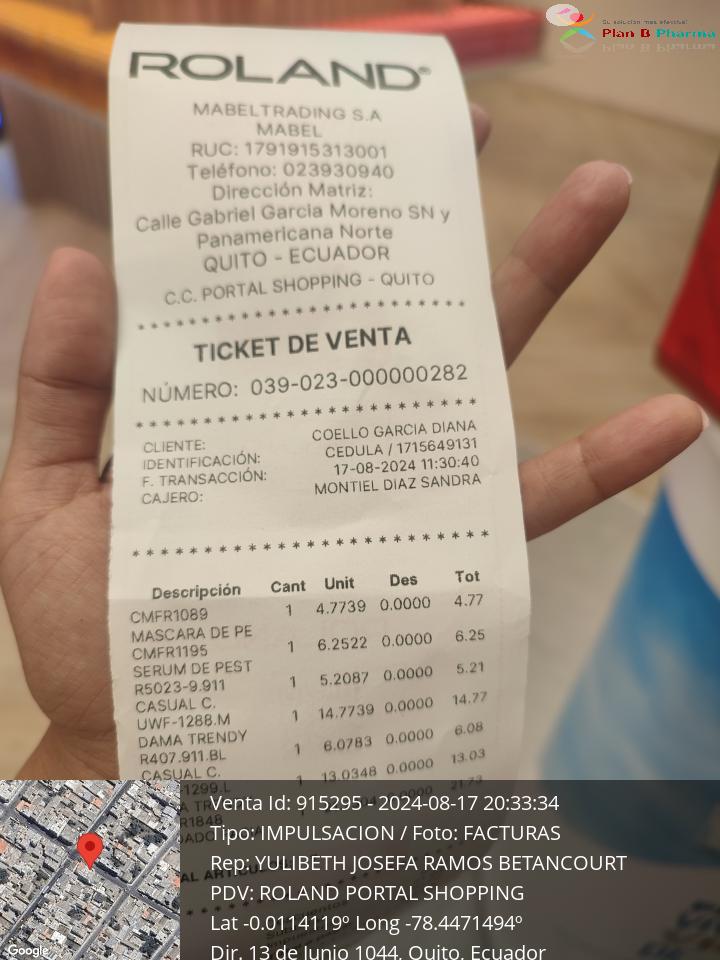 Su solución más efectiva!
Plan B Pharma
ROLAND®
MABELTRADING S.A
MABEL
RUC: 1791915313001
Teléfono: 023930940
Dirección Matriz:
Calle Gabriel Garcia Moreno SN y
Panamericana Norte
QUITO - ECUADOR
C.C. PORTAL SHOPPING - QUITO
************************
TICKET DE VENTA
NÚMERO: 039-023-000000282
************************
CLIENTE: COELLO GARCIA DIANA
IDENTIFICACIÓN: CEDULA / 1715649131
F. TRANSACCIÓN: 17-08-2024 11:30:40
CAJERO: MONTIEL DIAZ SANDRA
************************
Descripción Cant Unit Des Tot
CMFR1089 1 4.7739 0.0000 4.77
MASCARA DE PE
CMFR1195 1 6.2522 0.0000 6.25
SERUM DE PEST
R5023-9.911 1 5.2087 0.0000 5.21
CASUAL C.
UWF-1288.M 1 14.7739 0.0000 14.77
DAMA TRENDY
R407.911.BL 1 6.0783 0.0000 6.08
CASUAL C.
-1299.L 1 13.0348 0.0000 13.03
Venta Id: 915295 - 2024-08-17 20:33:34
Tipo: IMPULSACION / Foto: FACTURAS
Rep: YULIBETH JOSEFA RAMOS BETANCOURT
PDV: ROLAND PORTAL SHOPPING
Lat -0.0114119º Long -78.4471494º
Dir. 13 de Junio 1044, Quito, Ecuador
Google